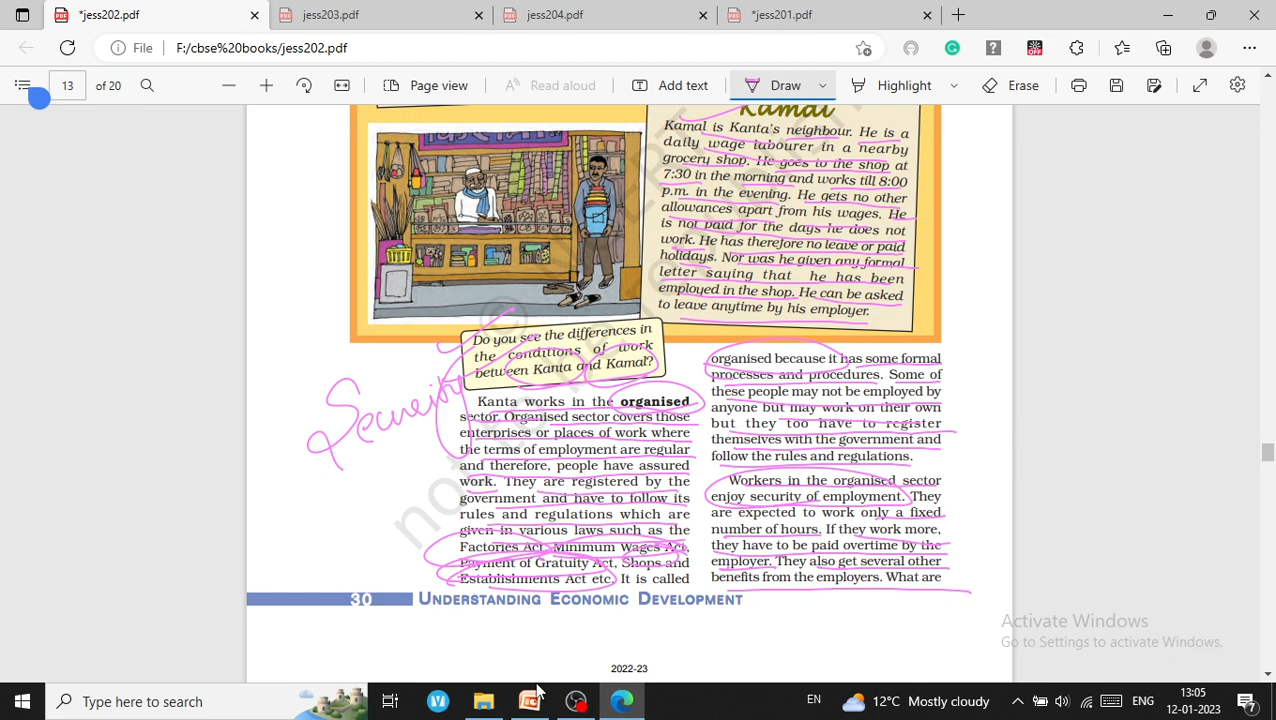 *jess202.pdf
jess203.pdf
jess204.pdf
*jess201.pdf
File
F:/cbse%20books/jess202.pdf
OFF
13
of 20
Page view
Read aloud
Add text
Draw
Highlight
Erase
Kamal
Kamal is Kanta's neighbour. He is a
daily wage labourer in a nearby
grocery shop. He goes to the shop at
7:30 in the morning and works till 8:00
p.m. in the evening. He gets no other
allowances apart from his wages. He
is not paid for the days he does not
work. He has therefore no leave or paid
holidays. Nor was he given any formal
letter saying that he has been
employed in the shop. He can be asked
to leave anytime by his employer.
Do you see the differences in
the conditions of work
between Kanta and Kamal?
Security
Kanta works in the organised
sector. Organised sector covers those
enterprises or places of work where
the terms of employment are regular
and therefore, people have assured
work. They are registered by the
government and have to follow its
rules and regulations which are
given in various laws such as the
Factories Act, Minimum Wages Act,
Payment of Gratuity Act, Shops and
Establishments Act etc. It is called
organised because it has some formal
processes and procedures. Some of
these people may not be employed by
anyone but may work on their own
but they too have to register
themselves with the government and
follow the rules and regulations.
Workers in the organised sector
enjoy security of employment. They
are expected to work only a fixed
number of hours. If they work more,
they have to be paid overtime by the
employer. They also get several other
benefits from the employers. What are
30
UNDERSTANDING ECONOMIC DEVELOPMENT
2022-23
Activate Windows
Go to Settings to activate Windows.
Type here to search
EN
12°C Mostly cloudy
ENG
13:05
12-01-2023
7